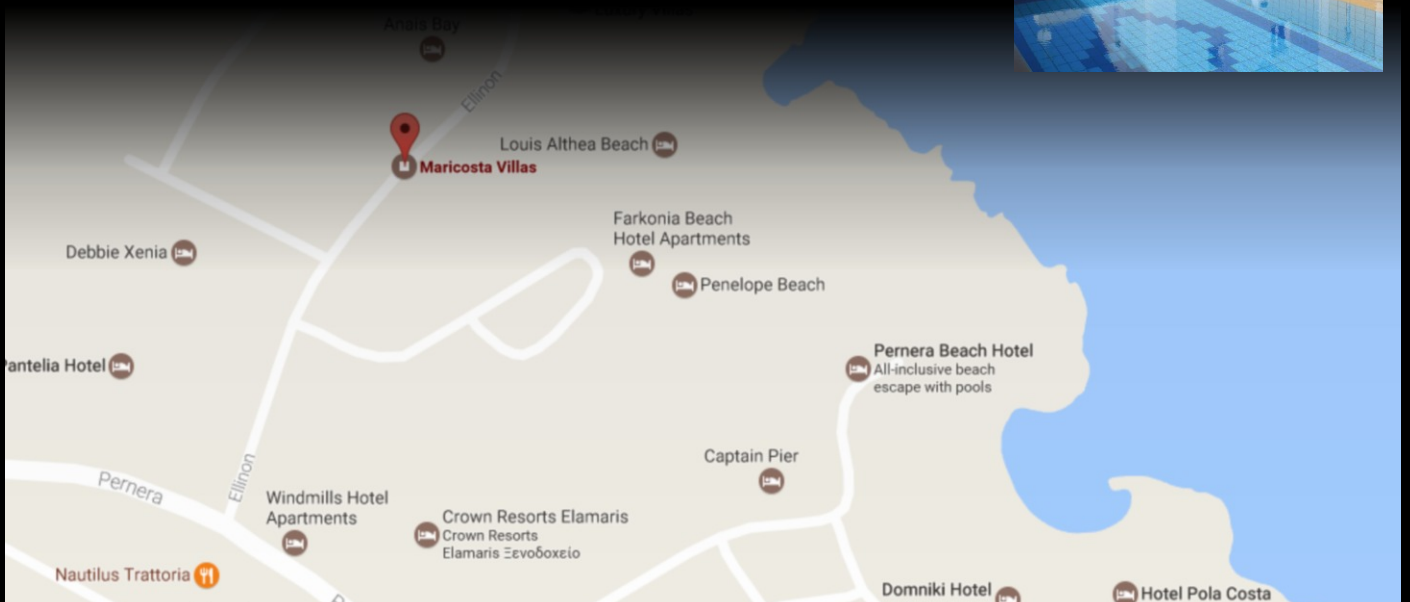 Anais Bay
Ellinon
Louis Althea Beach
Maricosta Villas
Farkonia Beach
Hotel Apartments
Debbie Xenia
Penelope Beach
Pernera Beach Hotel
All-inclusive beach
escape with pools
antelia Hotel
Captain Pier
Ellinon
Pernera
Windmills Hotel
Apartments
Crown Resorts Elamaris
Crown Resorts
Elamaris Ξενοδοχείο
Nautilus Trattoria
Domniki Hotel
Hotel Pola Costa